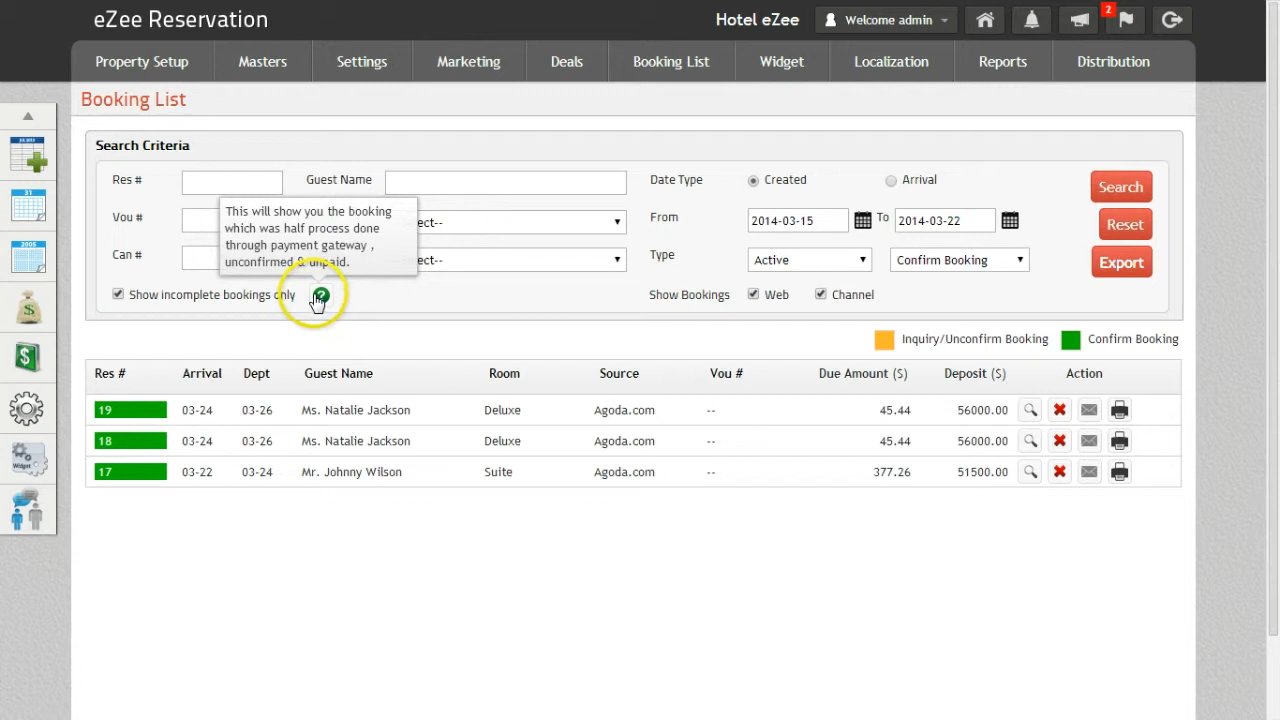 eZee Reservation
Hotel eZee
Welcome admin
2
Property Setup Masters Settings Marketing Deals Booking List Widget Localization Reports Distribution
Booking List
Search Criteria
Res # Guest Name Date Type Created Arrival Search
This will show you the booking
which was half process done
through payment gateway ,
unconfirmed & unpaid.
Vou # ect-- From 2014-03-15 To 2014-03-22 Reset
Can # ect-- Type Active Confirm Booking Export
Show incomplete bookings only ? Show Bookings Web Channel
Inquiry/Unconfirm Booking Confirm Booking
Res # Arrival Dept Guest Name Room Source Vou # Due Amount ($) Deposit ($) Action
19 03-24 03-26 Ms. Natalie Jackson Deluxe Agoda.com -- 45.44 56000.00
18 03-24 03-26 Ms. Natalie Jackson Deluxe Agoda.com -- 45.44 56000.00
17 03-22 03-24 Mr. Johnny Wilson Suite Agoda.com -- 377.26 51500.00
31
2005
$
$
Widget